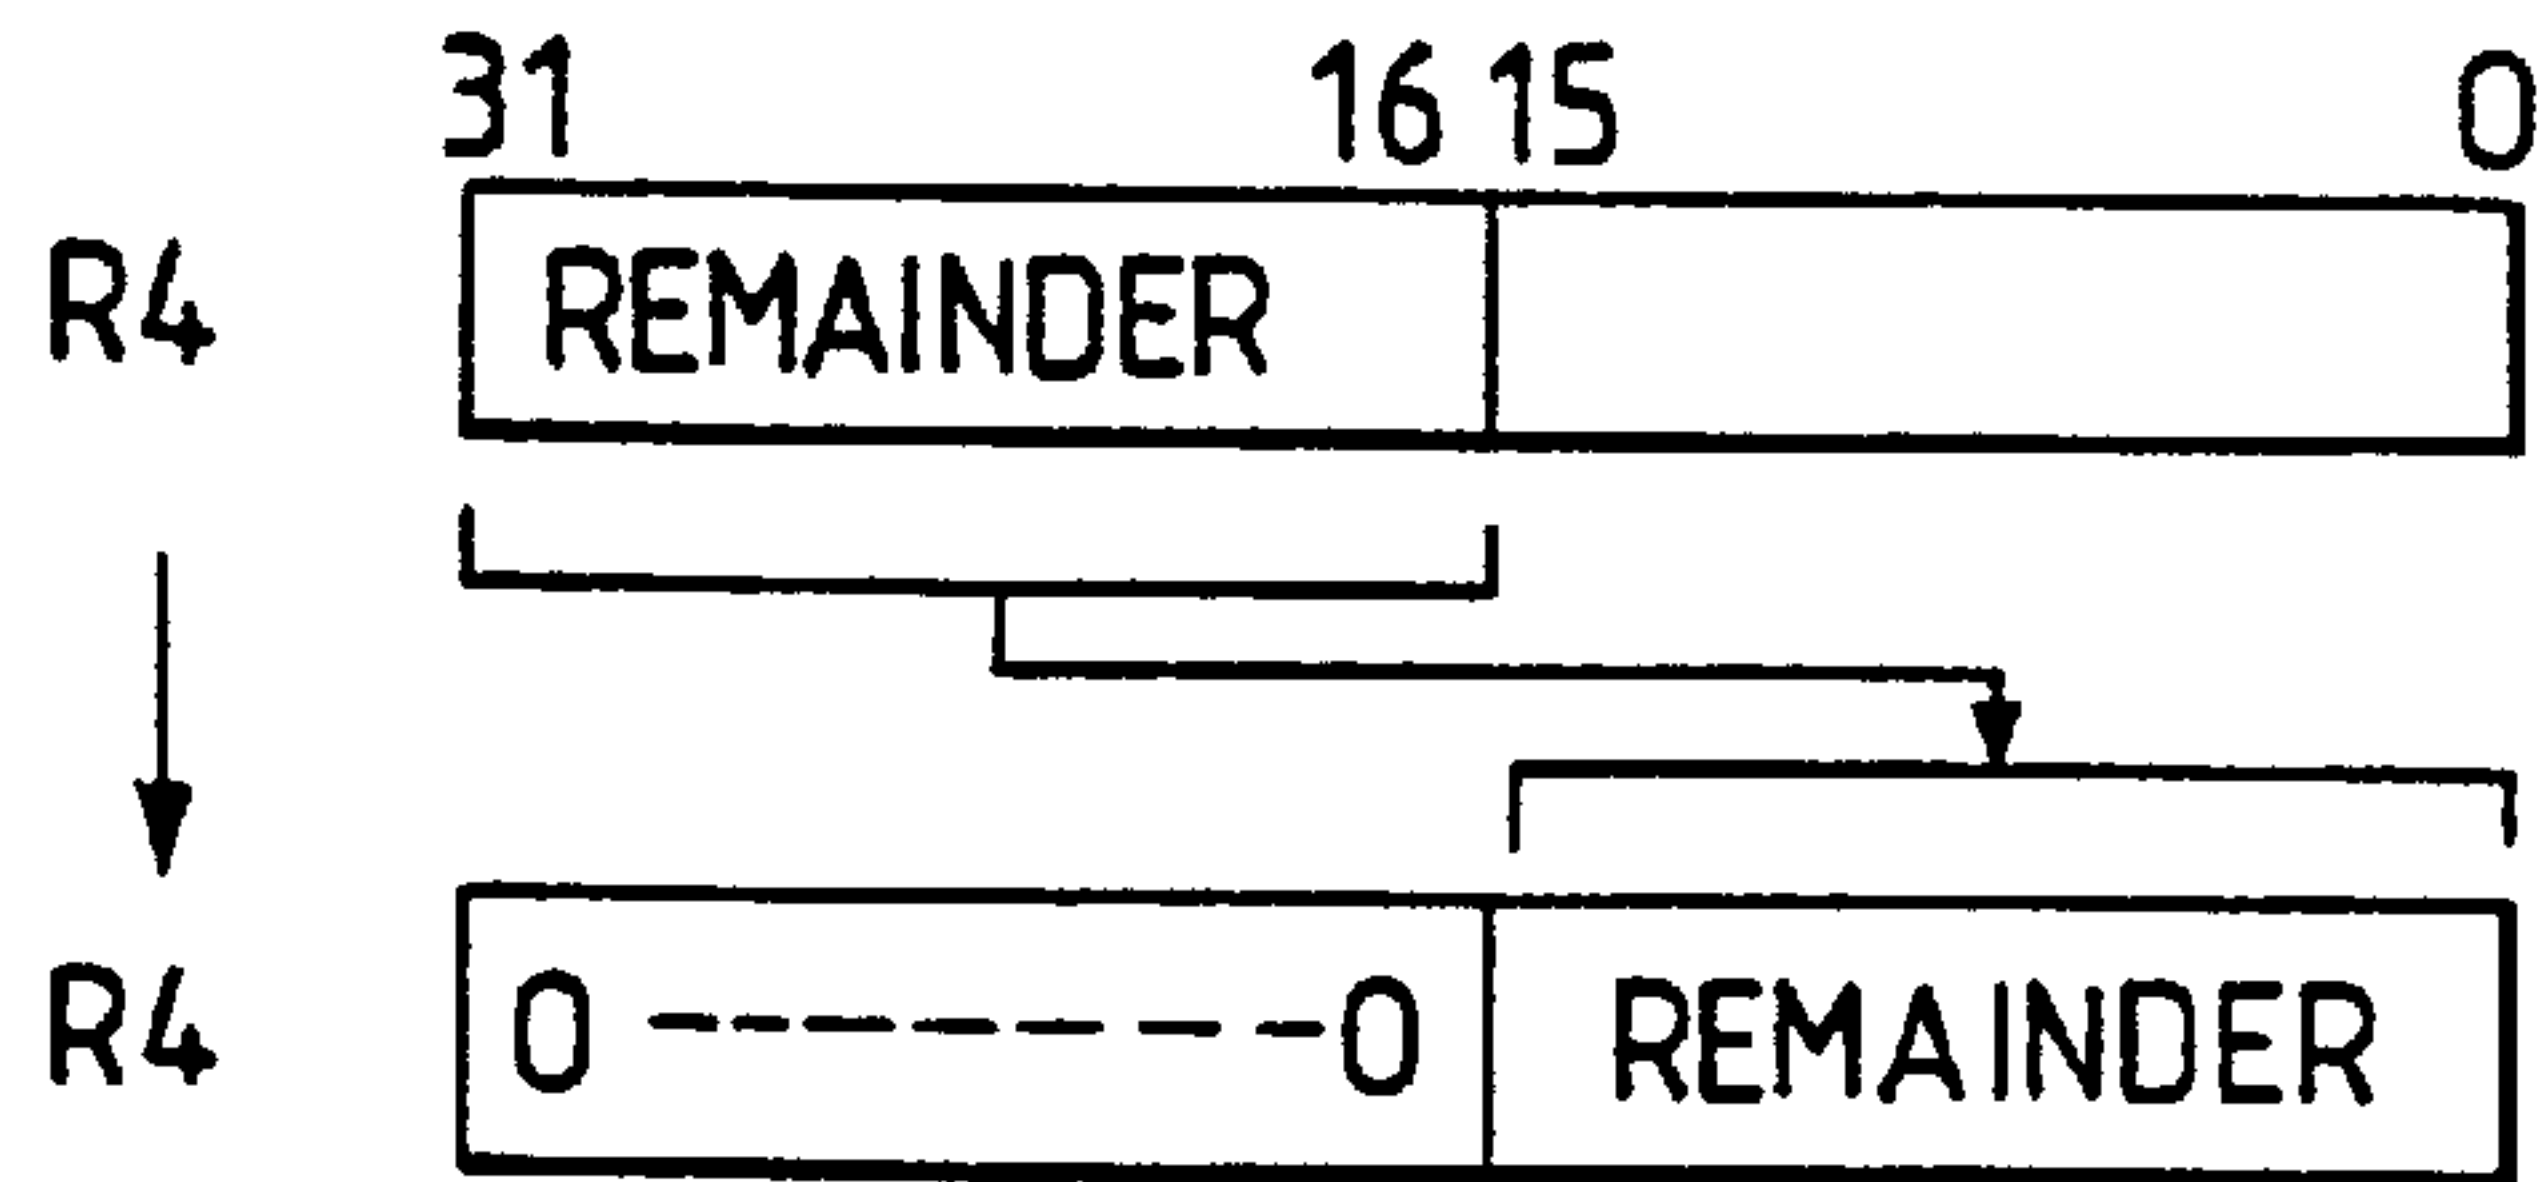 31 16 15 0
R4 REMAINDER
R4 0 ------- 0 REMAINDER